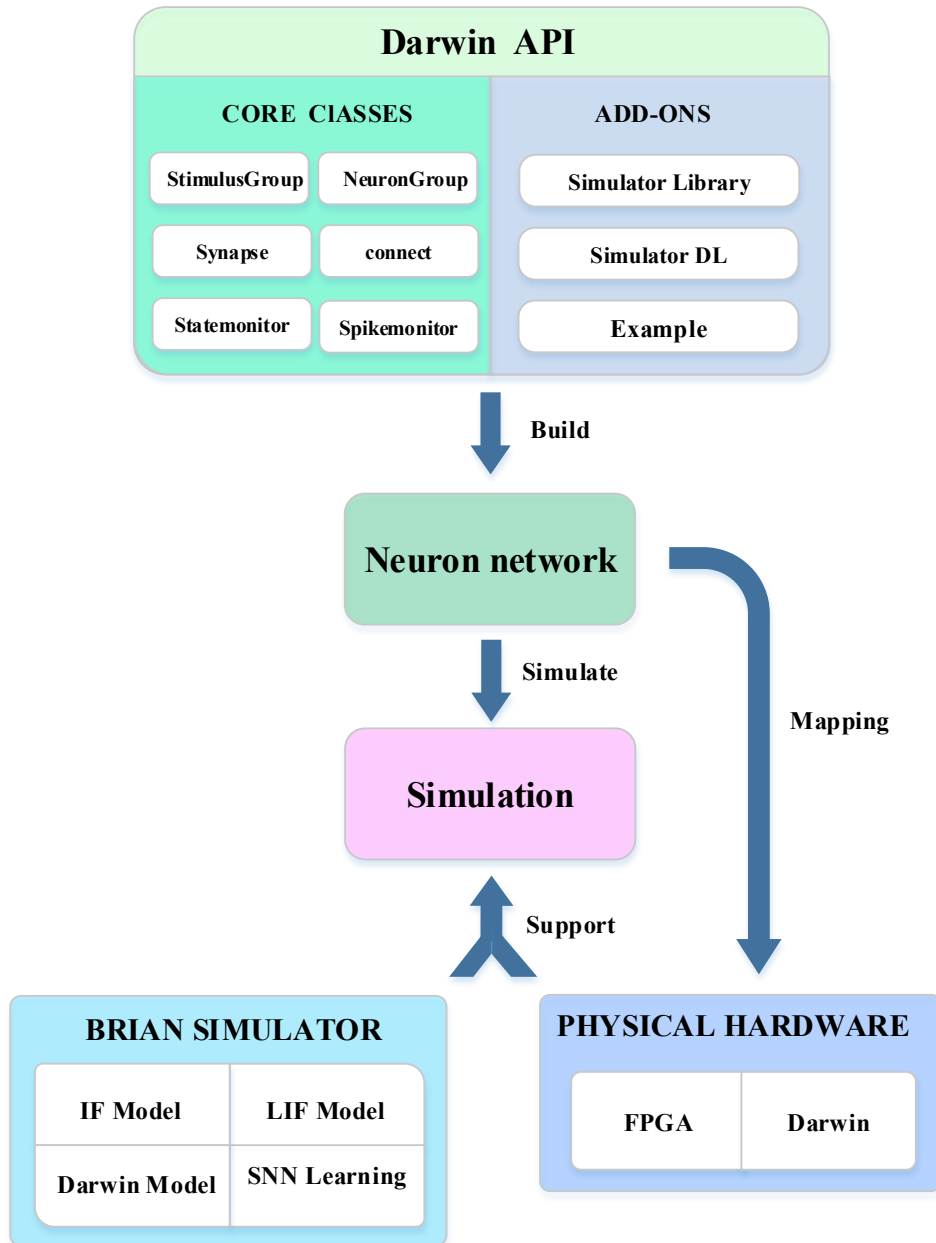 Darwin API
CORE ClASSES
ADD-ONS
StimulusGroup
NeuronGroup
Simulator Library
Synapse
connect
Simulator DL
Statemonitor
Spikemonitor
Example
Build
Neuron network
Simulate
Mapping
Simulation
Support
BRIAN SIMULATOR
PHYSICAL HARDWARE
IF Model
LIF Model
FPGA
Darwin
Darwin Model
SNN Learning